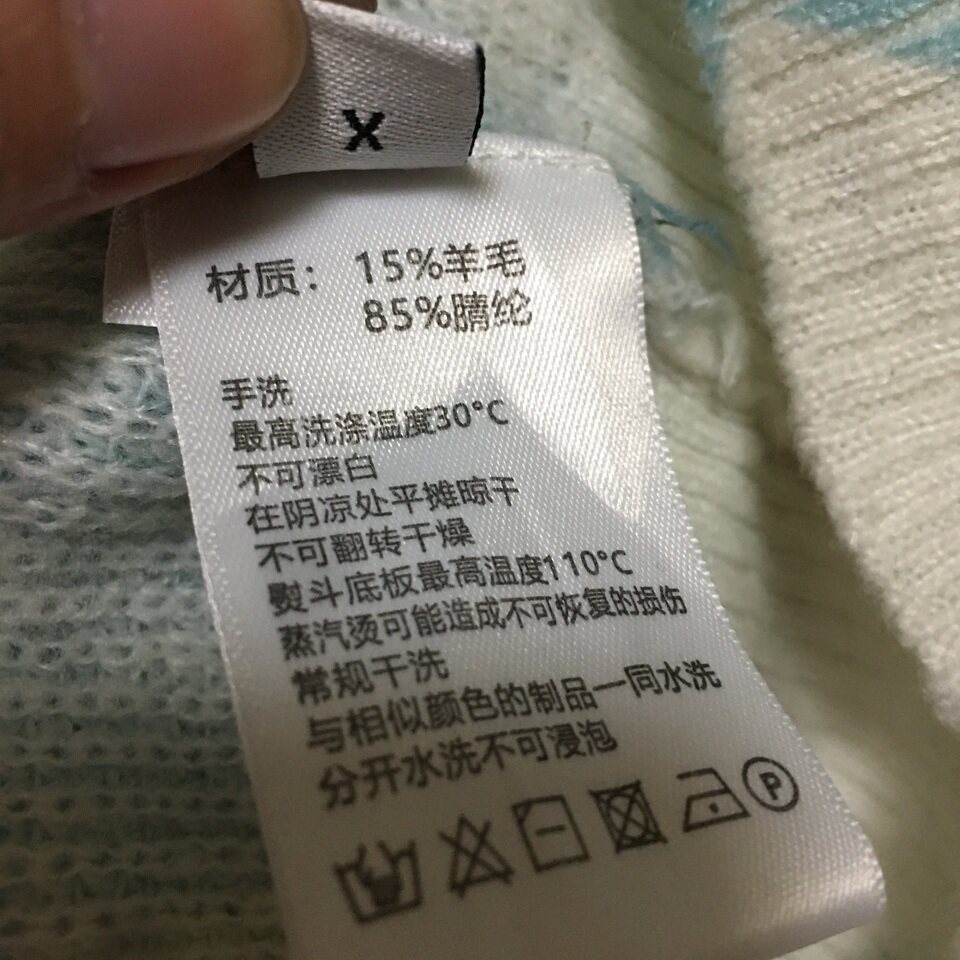 X
材质： 15%羊毛
85%腈纶
手洗
最高洗涤温度30°C
不可漂白
在阴凉处平摊晾干
不可翻转干燥
熨斗底板最高温度110°C
蒸汽烫可能造成不可恢复的损伤
常规干洗
与相似颜色的制品一同水洗
分开水洗不可浸泡
P